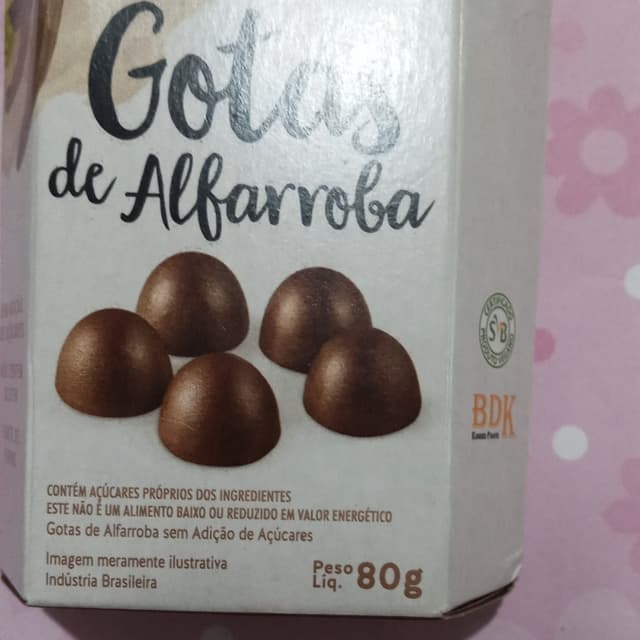 Gotas
de Alfarroba
CONTÉM AÇÚCARES PRÓPRIOS DOS INGREDIENTES
ESTE NÃO É UM ALIMENTO BAIXO OU REDUZIDO EM VALOR ENERGÉTICO
Gotas de Alfarroba sem Adição de Açúcares
Imagem meramente ilustrativa
Indústria Brasileira
Peso
Líq. 80g
BDK